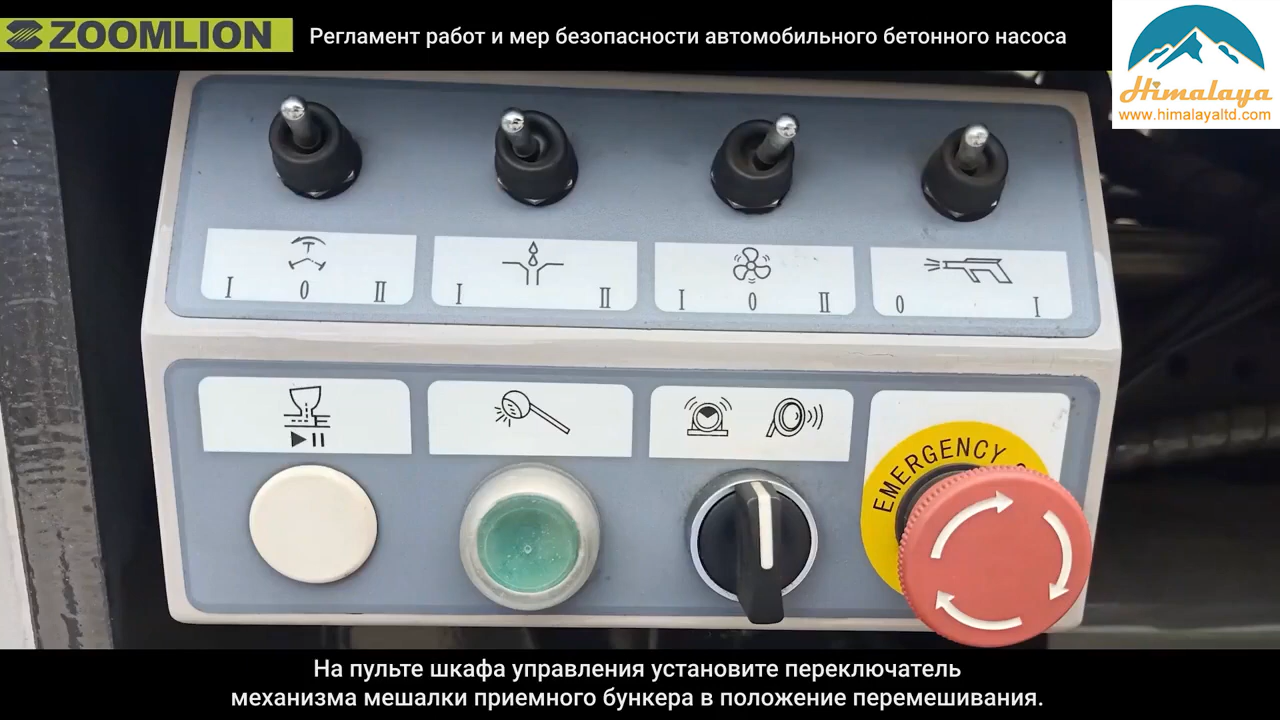 ZOOMLION
Регламент работ и мер безопасности автомобильного бетонного насоса
Himalaya
www.himalayaltd.com
I 0 II
I II
I 0 II
0 I
EMERGENCY
На пульте шкафа управления установите переключатель
механизма мешалки приемного бункера в положение перемешивания.